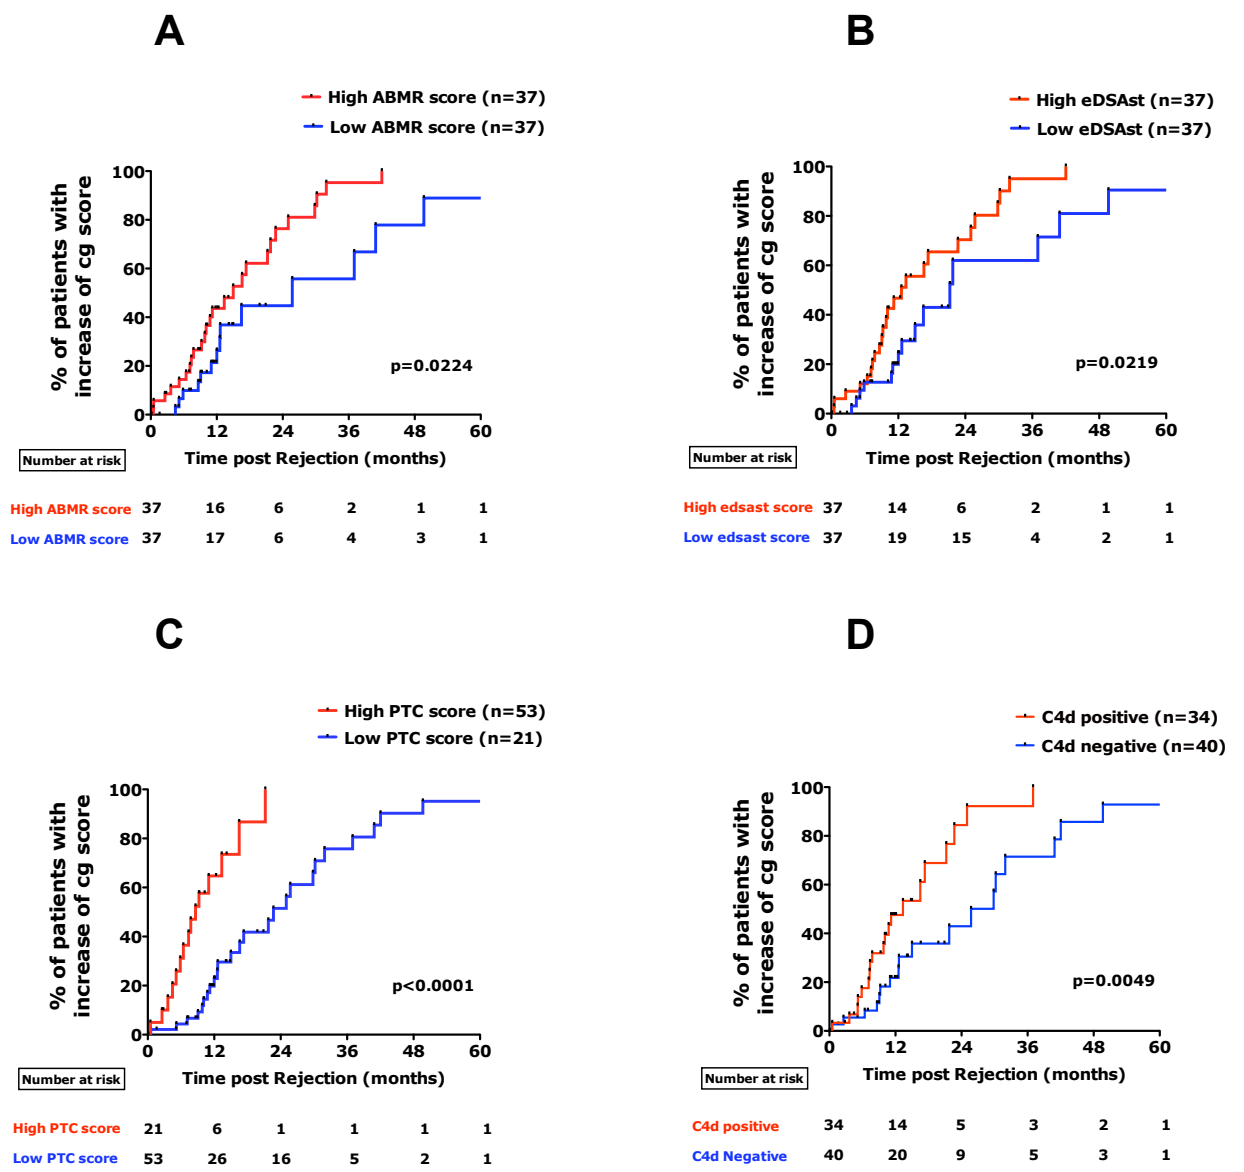 A
High ABMR score (n=37)
Low ABMR score (n=37)
% of patients with
increase of cg score
100
80
60
40
20
0
p=0.0224
0 12 24 36 48 60
Time post Rejection (months)
Number at risk
High ABMR score 37 16 6 2 1 1
Low ABMR score 37 17 6 4 3 1
B
High eDSAst (n=37)
Low eDSAst (n=37)
% of patients with
increase of cg score
100
80
60
40
20
0
p=0.0219
0 12 24 36 48 60
Time post Rejection (months)
Number at risk
High edsast score 37 14 6 2 1 1
Low edsast score 37 19 15 4 2 1
C
High PTC score (n=53)
Low PTC score (n=21)
% of patients with
increase of cg score
100
80
60
40
20
0
p<0.0001
0 12 24 36 48 60
Time post Rejection (months)
Number at risk
High PTC score 21 6 1 1 1 1
Low PTC score 53 26 16 5 2 1
D
C4d positive (n=34)
C4d negative (n=40)
% of patients with
increase of cg score
100
80
60
40
20
0
p=0.0049
0 12 24 36 48 60
Time post Rejection (months)
Number at risk
C4d positive 34 14 5 3 2 1
C4d Negative 40 20 9 5 3 1